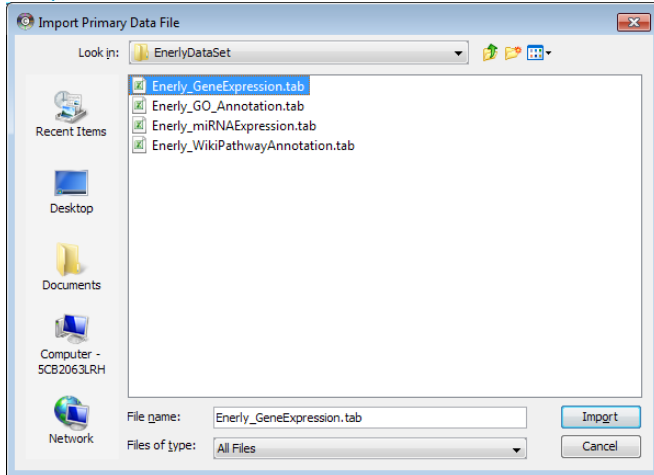 Import Primary Data File
Look in: EnerlyDataSet
Enerly_GeneExpression.tab
Enerly_GO_Annotation.tab
Enerly_miRNAExpression.tab
Enerly_WikiPathwayAnnotation.tab
Recent Items
Desktop
Documents
Computer -
5CB2063LRH
Network
File name: Enerly_GeneExpression.tab Import
Files of type: All Files Cancel